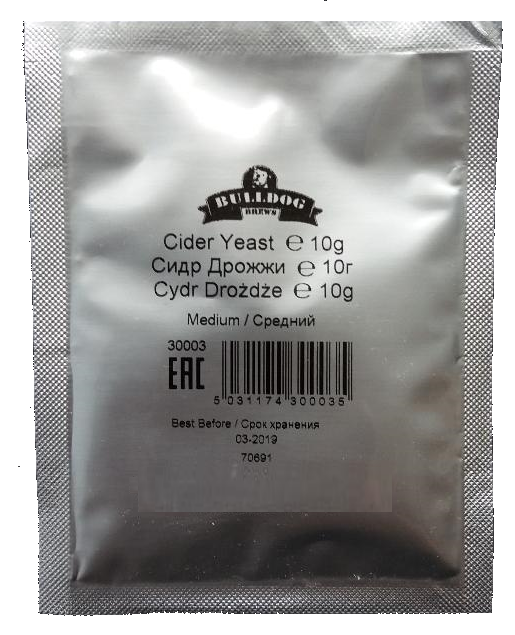 BULLDOG
BREWS
Cider Yeast ℮ 10g
Сидр Дрожжи ℮ 10г
Cydr Drożdże ℮ 10g
Medium / Средний
30003
EAC
5 031174 300035
Best Before / Срок хранения
03-2019
70691